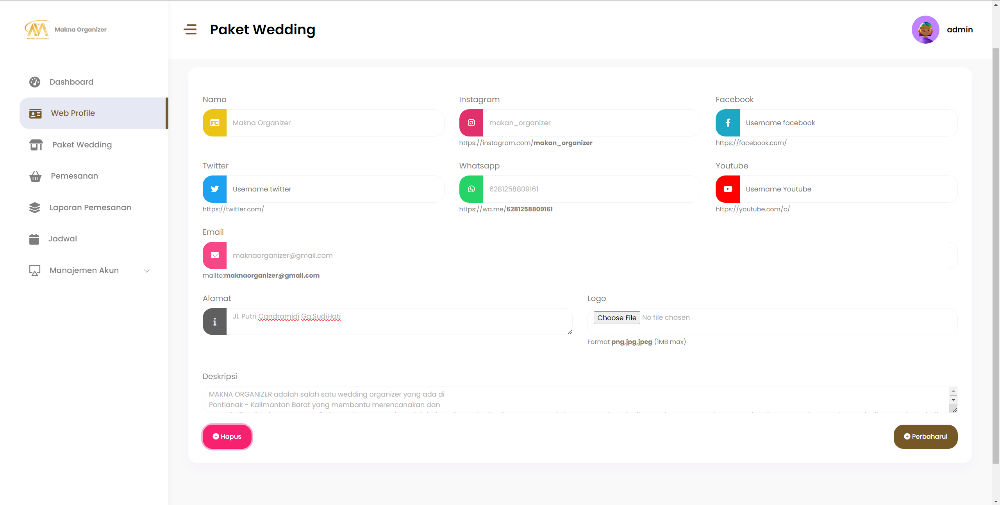 MAKNA ORGANIZER
Makna Organizer
Paket Wedding
admin
Dashboard
Web Profile
Paket Wedding
Pemesanan
Laporan Pemesanan
Jadwal
Manajemen Akun
Nama
Instagram
Facebook
Makna Organizer
makan_organizer
Username facebook
https://instagram.com/makan_organizer
https://facebook.com/
Twitter
Whatsapp
Youtube
Username twitter
6281258809161
Username Youtube
https://twitter.com/
https://wa.me/6281258809161
https://youtube.com/c/
Email
maknaorganizer@gmail.com
mailto:maknaorganizer@gmail.com
Alamat
Logo
Jl. Putri Candramidi Gg.SudiHati
Choose File No file chosen
Format png,jpg,jpeg (1MB max)
Deskripsi
MAKNA ORGANIZER adalah salah satu wedding organizer yang ada di
Pontianak - Kalimantan Barat yang membantu merencanakan dan
Hapus
Perbaharui